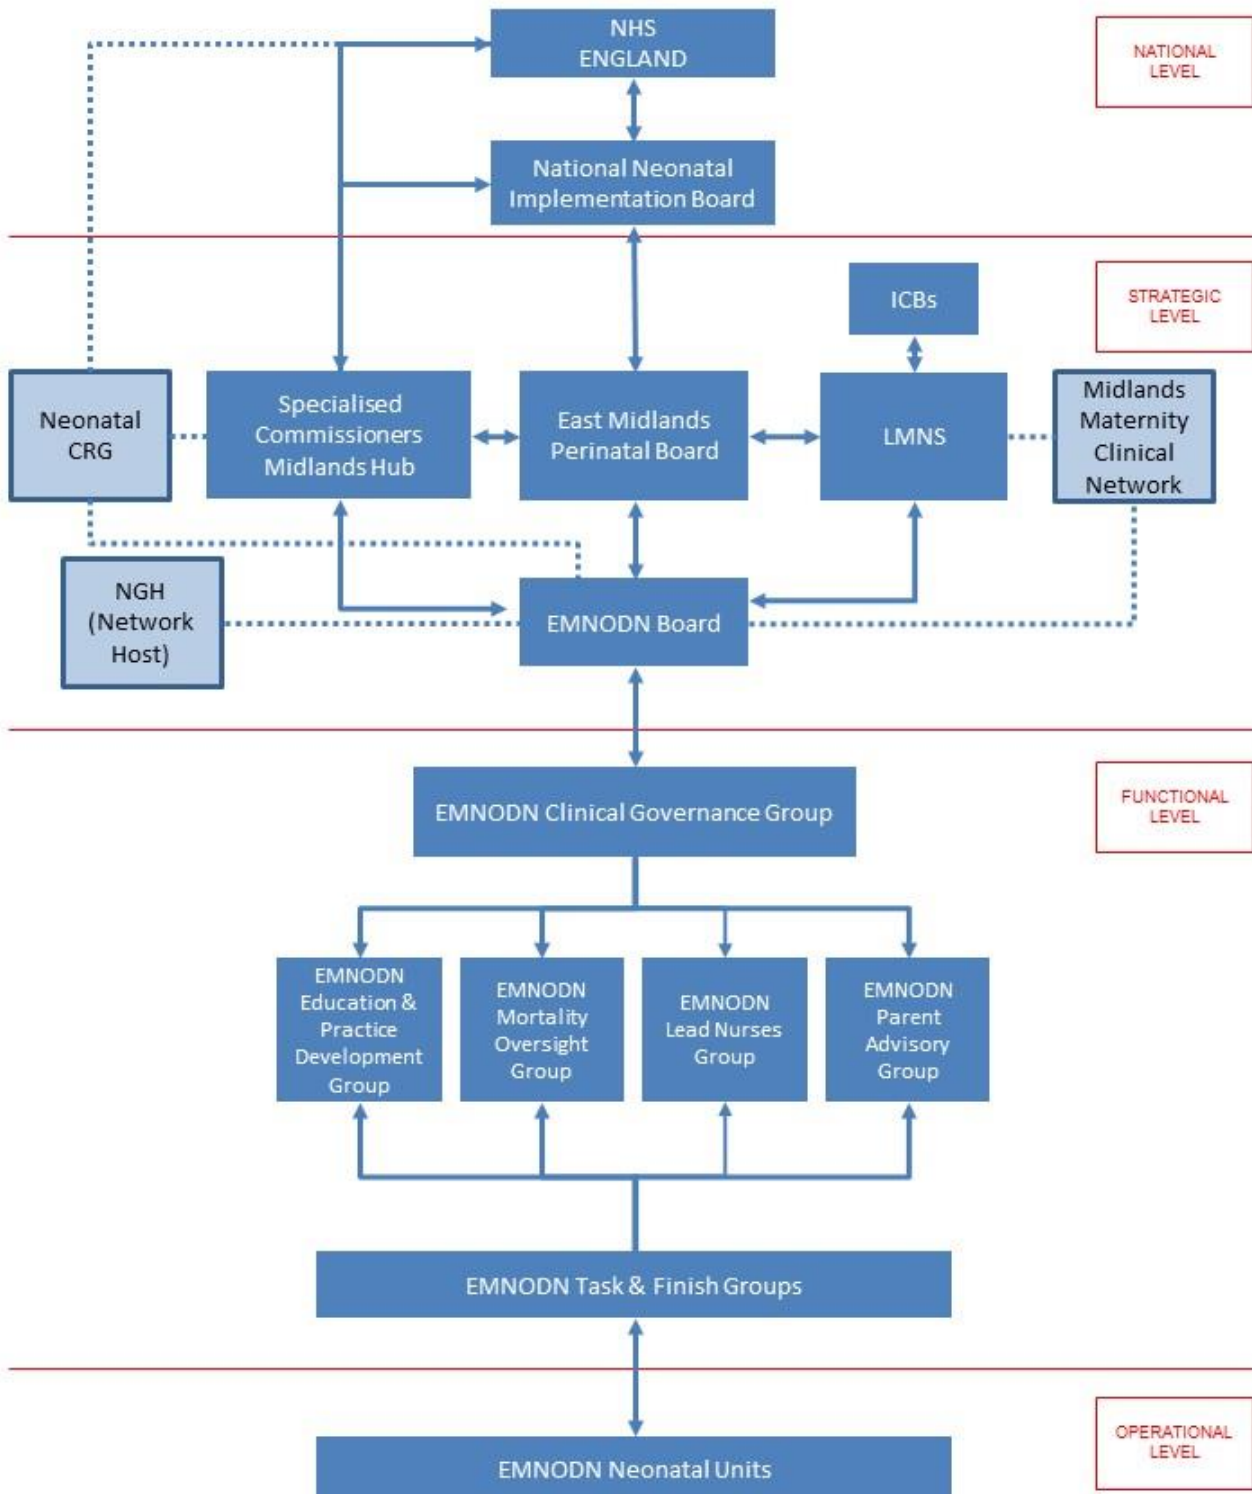 NHS
ENGLAND
NATIONAL
LEVEL
National Neonatal
Implementation Board
ICBs
STRATEGIC
LEVEL
Neonatal
CRG
Specialised
Commissioners
Midlands Hub
East Midlands
Perinatal Board
LMNS
Midlands
Maternity
Clinical
Network
NGH
(Network
Host)
EMNODN Board
EMNODN Clinical Governance Group
FUNCTIONAL
LEVEL
EMNODN
Education &
Practice
Development
Group
EMNODN
Mortality
Oversight
Group
EMNODN
Lead Nurses
Group
EMNODN
Parent
Advisory
Group
EMNODN Task & Finish Groups
OPERATIONAL
LEVEL
EMNODN Neonatal Units